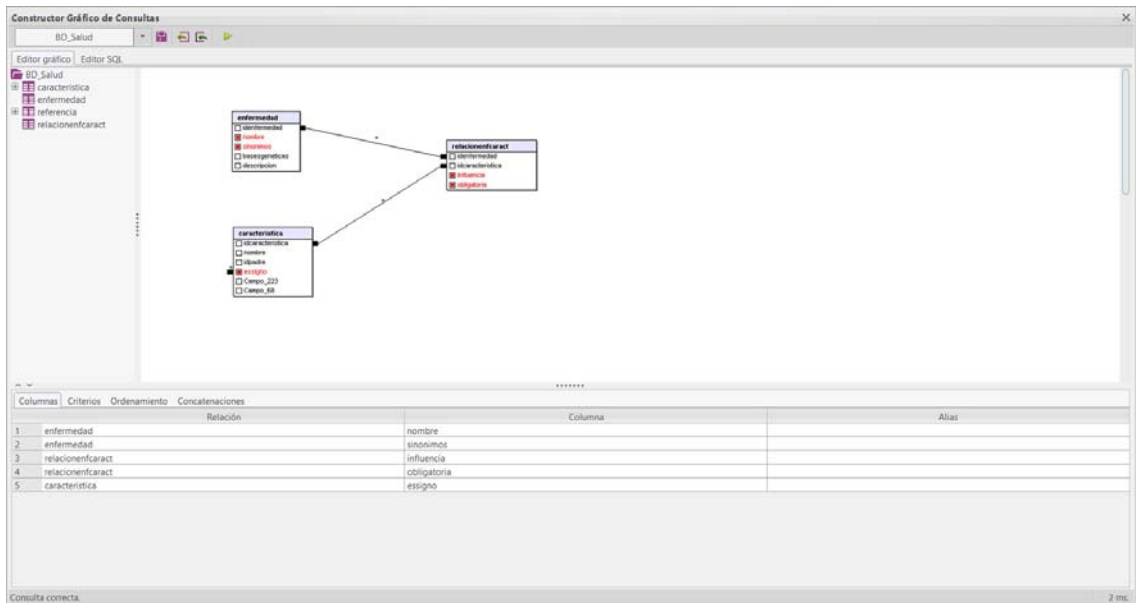 Constructor Gráfico de Consultas
BD_Salud
Editor gráfico Editor SQL
BD_Salud
caracteristica
enfermedad
referencia
relacionenfcaract
enfermedad
idenfermedad
nombre
sinonimos
basesgeneticas
descripcion
relacionenfcaract
idenfermedad
idcaracteristica
influencia
obligatoria
caracteristica
idcaracteristica
nombre
idpadre
essigno
Campo_223
Campo_68
Columnas Criterios Ordenamiento Concatenaciones
Relación Columna Alias
1 enfermedad nombre
2 enfermedad sinonimos
3 relacionenfcaract influencia
4 relacionenfcaract obligatoria
5 caracteristica essigno
Consulta correcta. 2 ms.